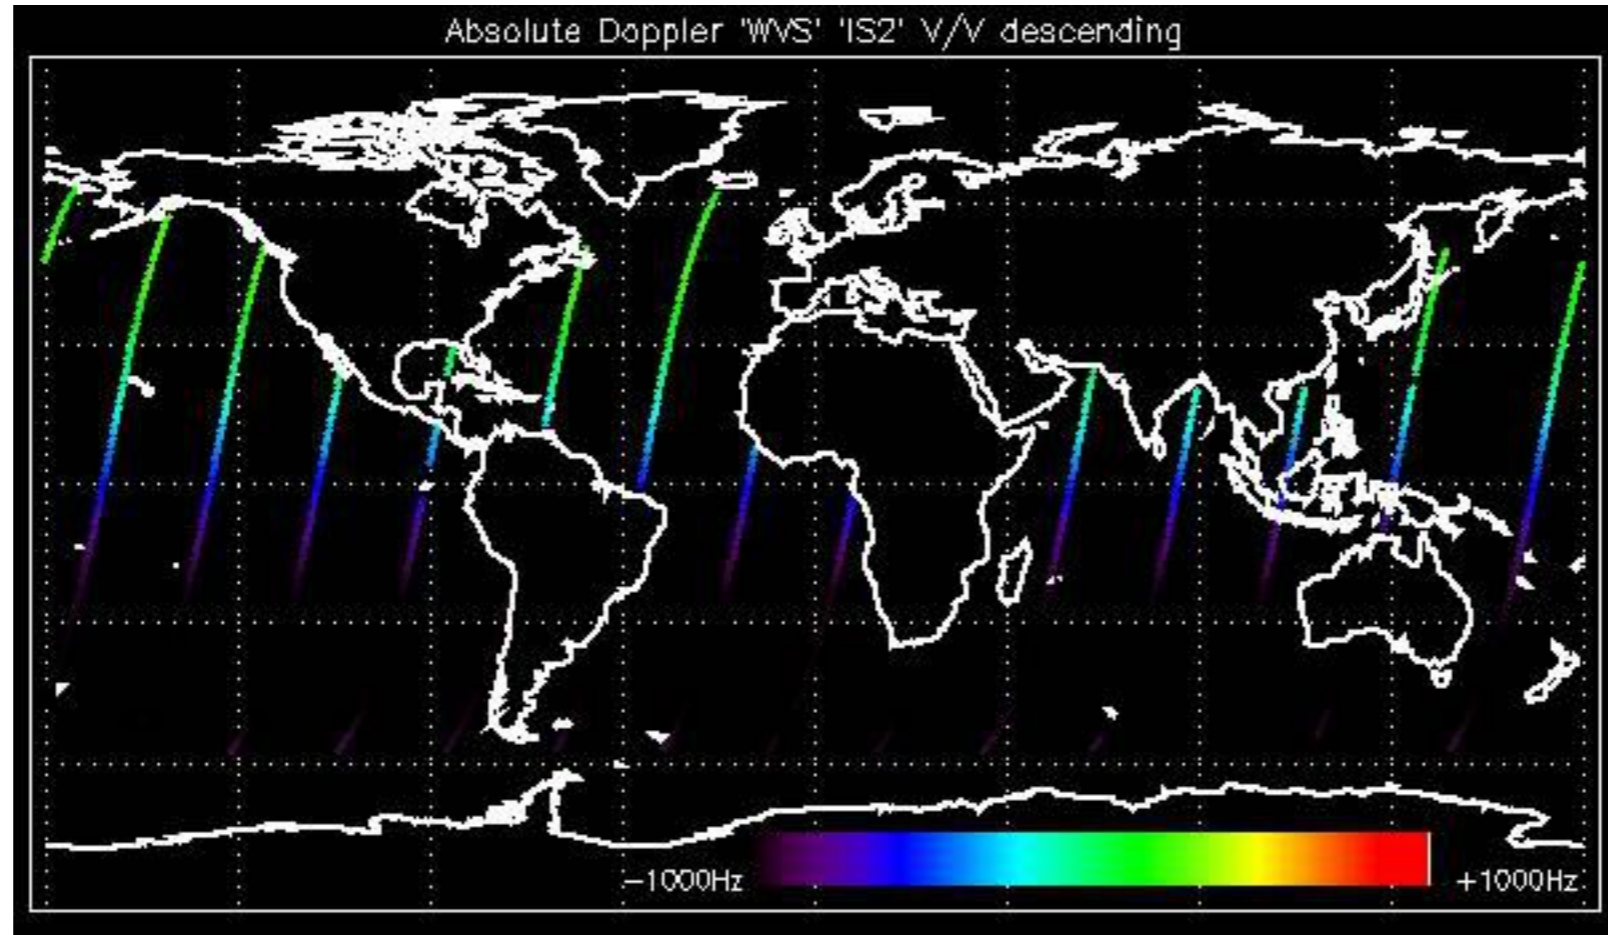 Absolute Doppler 'WVS' 'IS2' V/V descending
−1000Hz
+1000Hz